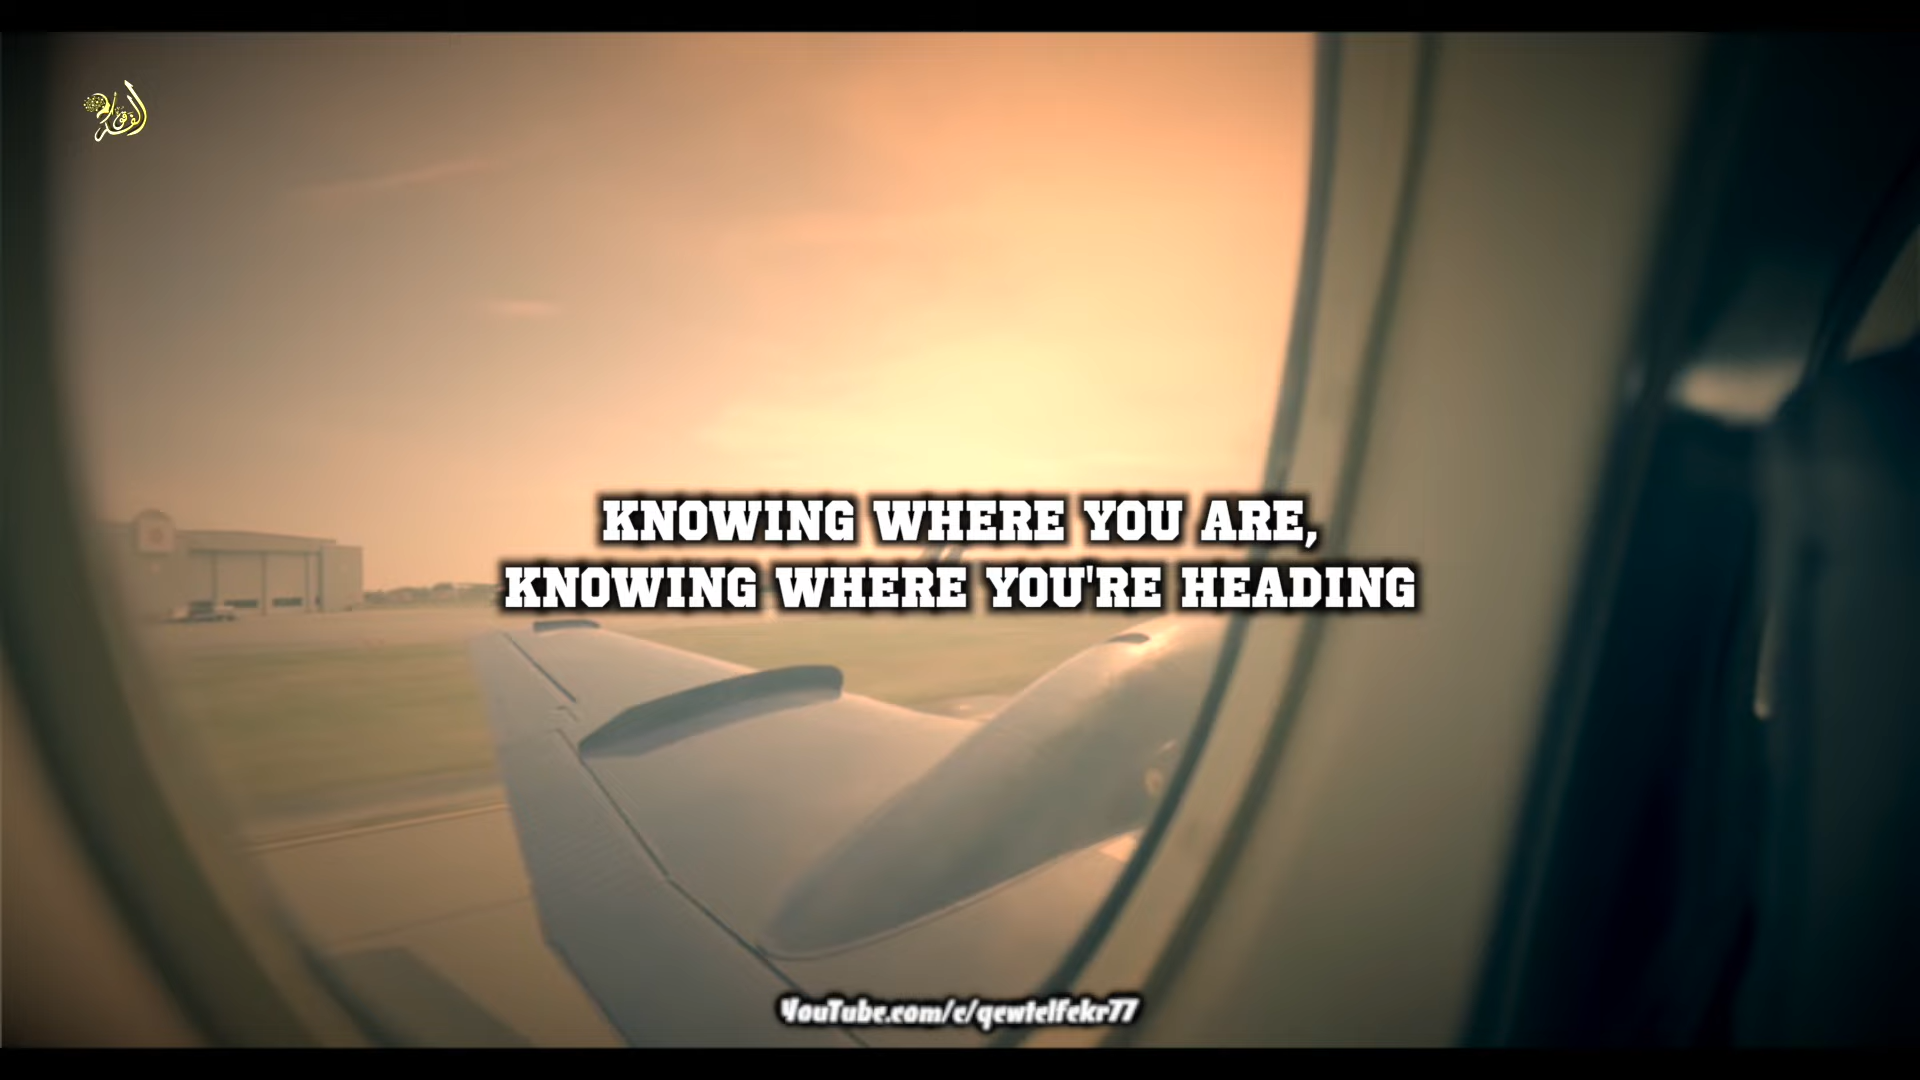 KNOWING WHERE YOU ARE,
KNOWING WHERE YOU'RE HEADING
YouTube.com/c/qewtelfekr77